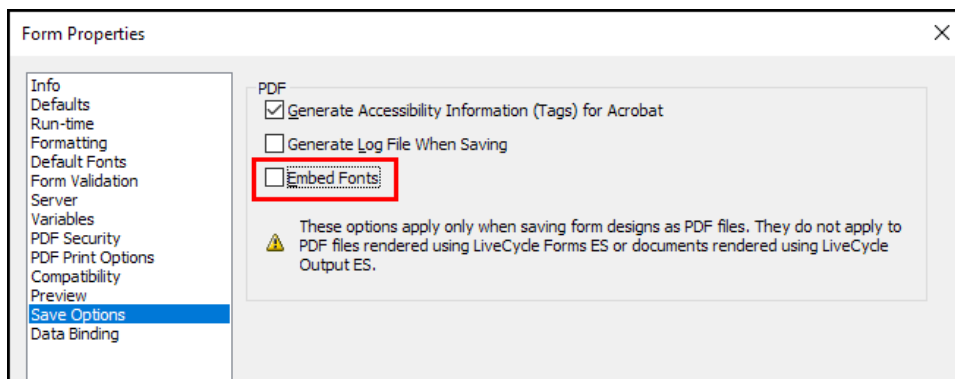 Form Properties
Info
Defaults
Run-time
Formatting
Default Fonts
Form Validation
Server
Variables
PDF Security
PDF Print Options
Compatibility
Preview
Save Options
Data Binding
PDF
Generate Accessibility Information (Tags) for Acrobat
Generate Log File When Saving
Embed Fonts
These options apply only when saving form designs as PDF files. They do not apply to
PDF files rendered using LiveCycle Forms ES or documents rendered using LiveCycle
Output ES.